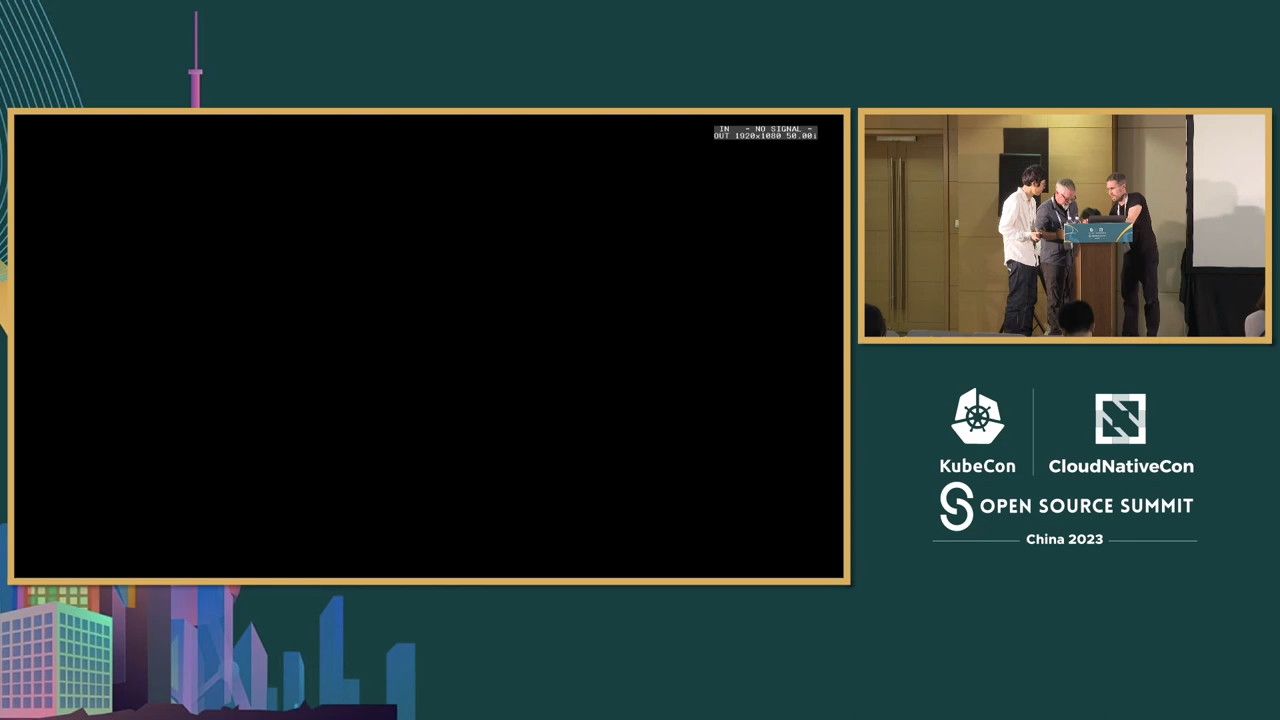 IN - NO SIGNAL -
OUT 1920x1080 50.00i
KubeCon
CloudNativeCon
OPEN SOURCE SUMMIT
China 2023